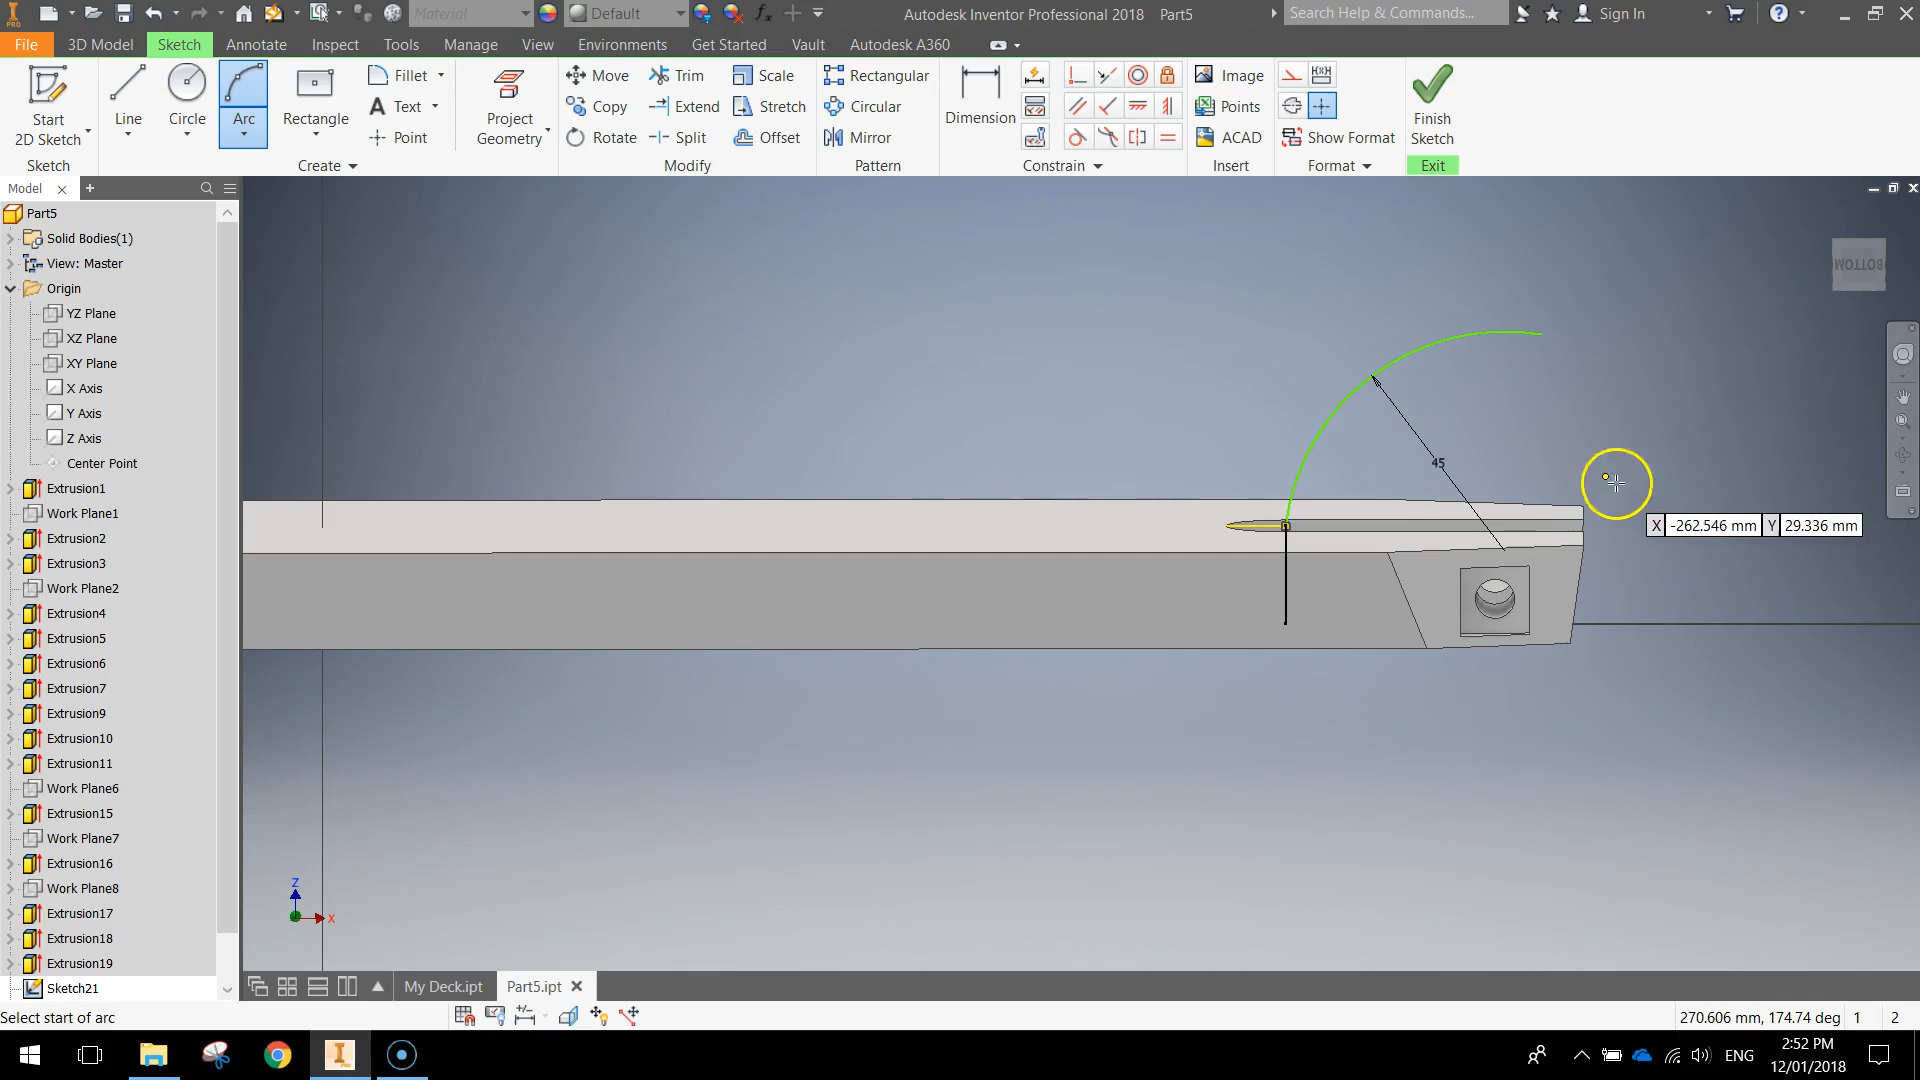 PRO
Material
Default
Autodesk Inventor Professional 2018 Part5
Search Help & Commands...
Sign In
File 3D Model Sketch Annotate Inspect Tools Manage View Environments Get Started Vault Autodesk A360
Start
2D Sketch
Line
Circle
Arc
Rectangle
Fillet
Text
Point
Project
Geometry
Move
Copy
Rotate
Trim
Extend
Split
Scale
Stretch
Offset
Rectangular
Circular
Mirror
Dimension
Image
Points
ACAD
Show Format
Finish
Sketch
Sketch Create Modify Pattern Constrain Insert Format Exit
Model
Part5
Solid Bodies(1)
View: Master
Origin
YZ Plane
XZ Plane
XY Plane
X Axis
Y Axis
Z Axis
Center Point
Extrusion1
Work Plane1
Extrusion2
Extrusion3
Work Plane2
Extrusion4
Extrusion5
Extrusion6
Extrusion7
Extrusion9
Extrusion10
Extrusion11
Work Plane6
Extrusion15
Work Plane7
Extrusion16
Work Plane8
Extrusion17
Extrusion18
Extrusion19
Sketch21
BOTTOM
45
X -262.546 mm Y 29.336 mm
Z
X
My Deck.ipt Part5.ipt
Select start of arc
270.606 mm, 174.74 deg 1 2
ENG
2:52 PM
12/01/2018